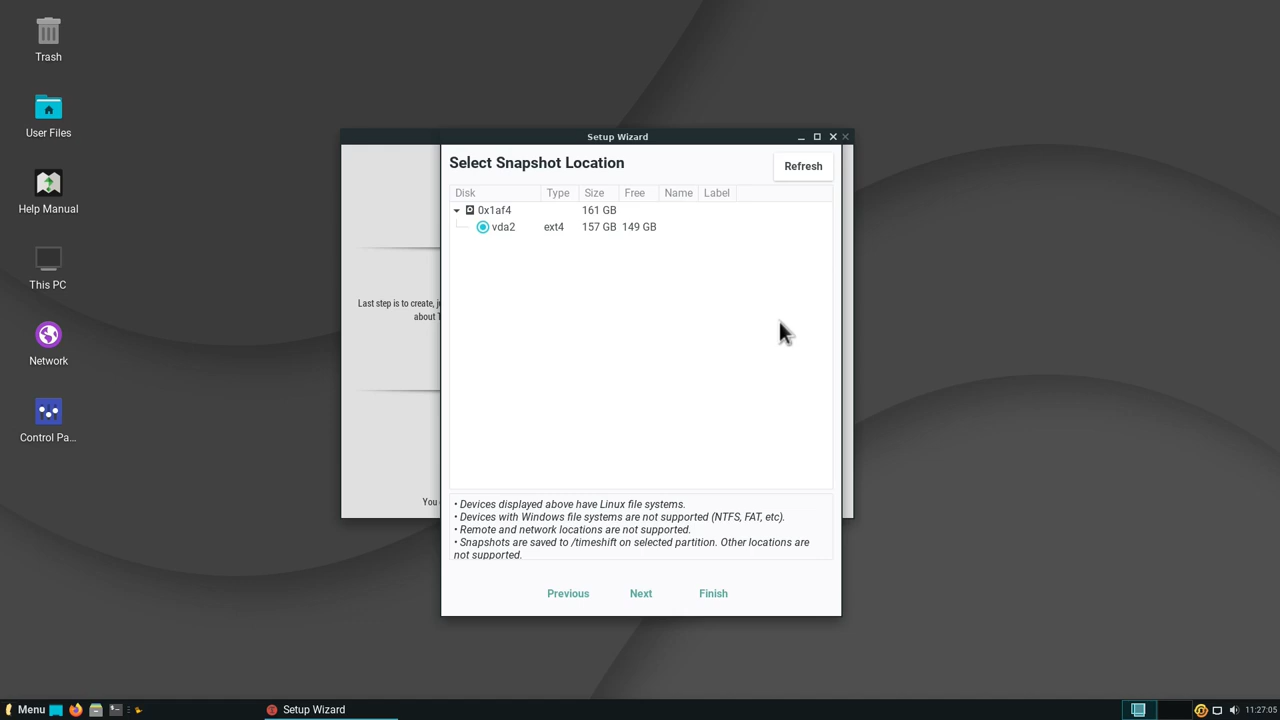 Trash
User Files
Help Manual
This PC
Network
Control Pa...
Setup Wizard
Select Snapshot Location
Refresh
Disk Type Size Free Name Label
0x1af4 161 GB
vda2 ext4 157 GB 149 GB
• Devices displayed above have Linux file systems.
• Devices with Windows file systems are not supported (NTFS, FAT, etc).
• Remote and network locations are not supported.
• Snapshots are saved to /timeshift on selected partition. Other locations are
not supported.
Previous Next Finish
Last step is to create, j
about T
You
Menu
Setup Wizard
11:27:05